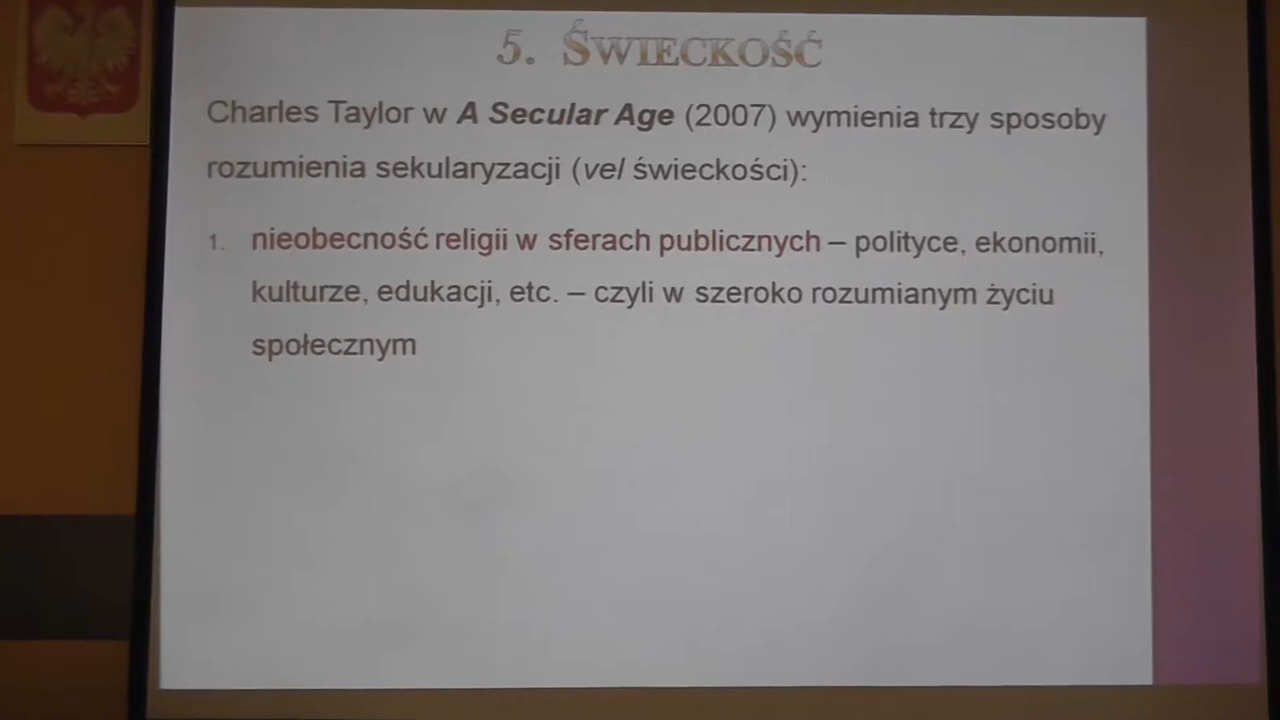 5. Świeckość
Charles Taylor w A Secular Age (2007) wymienia trzy sposoby
rozumienia sekularyzacji (vel świeckości):
1. nieobecność religii w sferach publicznych – polityce, ekonomii,
kulturze, edukacji, etc. – czyli w szeroko rozumianym życiu
społecznym